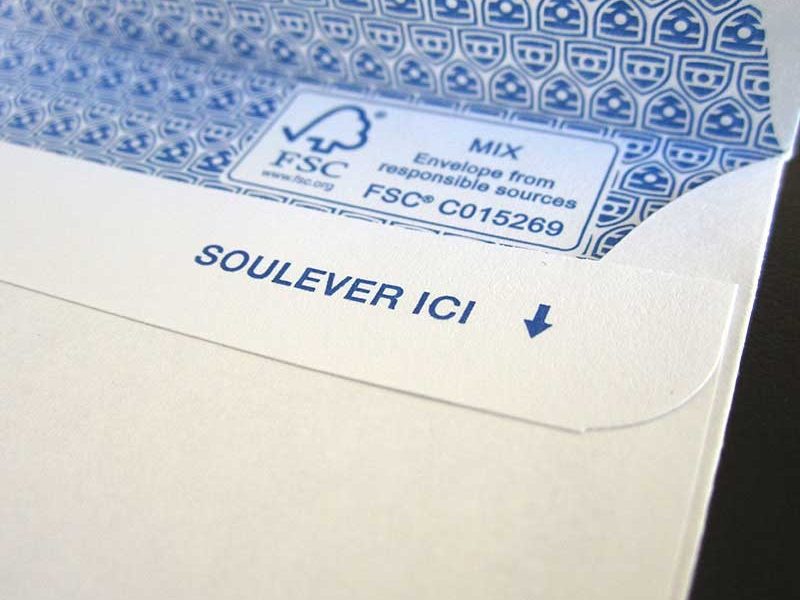 FSC
www.fsc.org
MIX
Envelope from
responsible sources
FSC® C015269
SOULEVER ICI